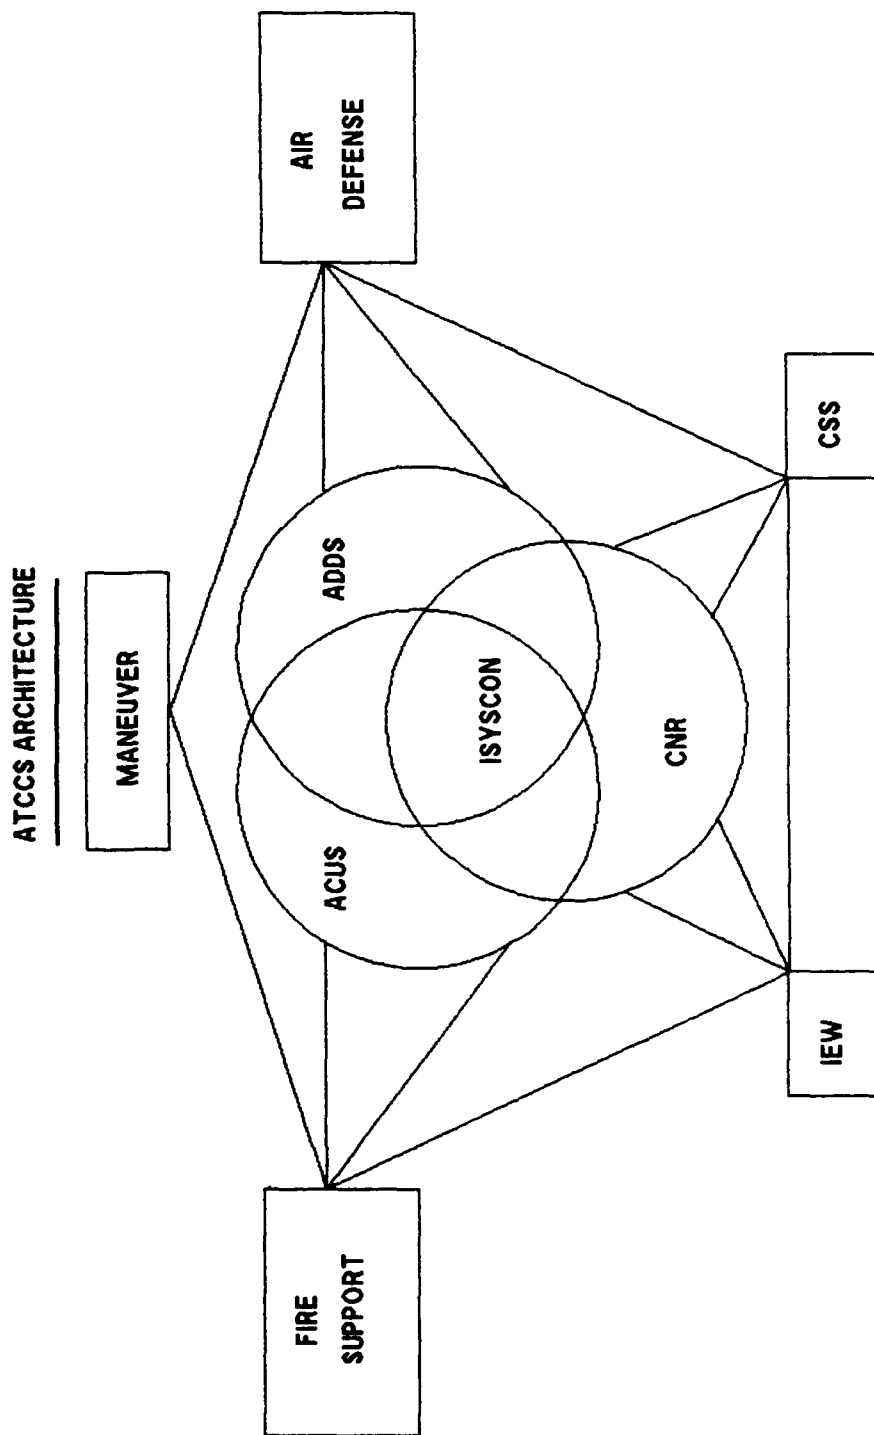 ATCCS ARCHITECTURE
MANEUVER
FIRE
SUPPORT
AIR
DEFENSE
ACUS
ADDS
ISYSCON
CNR
IEW
CSS